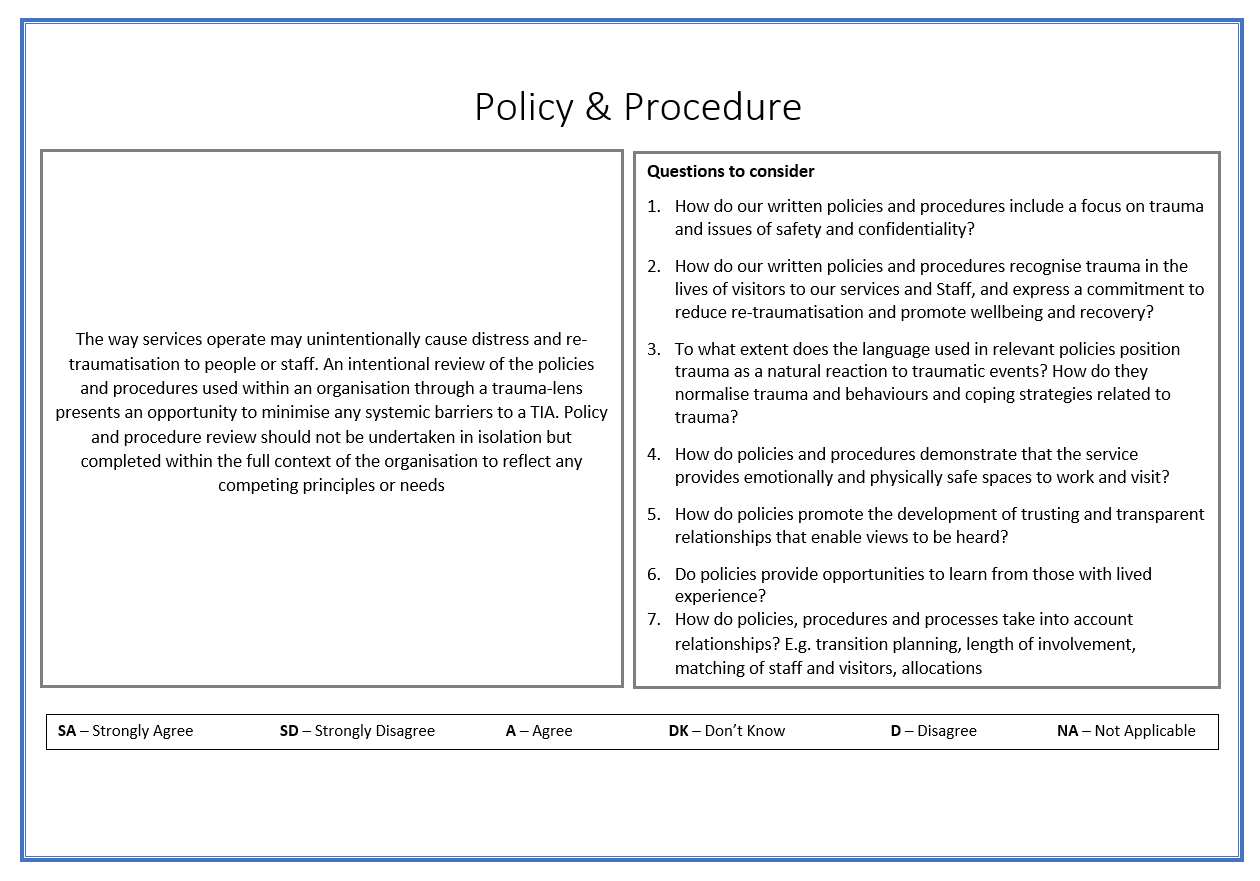 Policy & Procedure
The way services operate may unintentionally cause distress and re-
traumatisation to people or staff. An intentional review of the policies
and procedures used within an organisation through a trauma-lens
presents an opportunity to minimise any systemic barriers to a TIA. Policy
and procedure review should not be undertaken in isolation but
completed within the full context of the organisation to reflect any
competing principles or needs
Questions to consider
1. How do our written policies and procedures include a focus on trauma
and issues of safety and confidentiality?
2. How do our written policies and procedures recognise trauma in the
lives of visitors to our services and Staff, and express a commitment to
reduce re-traumatisation and promote wellbeing and recovery?
3. To what extent does the language used in relevant policies position
trauma as a natural reaction to traumatic events? How do they
normalise trauma and behaviours and coping strategies related to
trauma?
4. How do policies and procedures demonstrate that the service
provides emotionally and physically safe spaces to work and visit?
5. How do policies promote the development of trusting and transparent
relationships that enable views to be heard?
6. Do policies provide opportunities to learn from those with lived
experience?
7. How do policies, procedures and processes take into account
relationships? E.g. transition planning, length of involvement,
matching of staff and visitors, allocations
SA – Strongly Agree SD – Strongly Disagree A – Agree DK – Don’t Know D – Disagree NA – Not Applicable